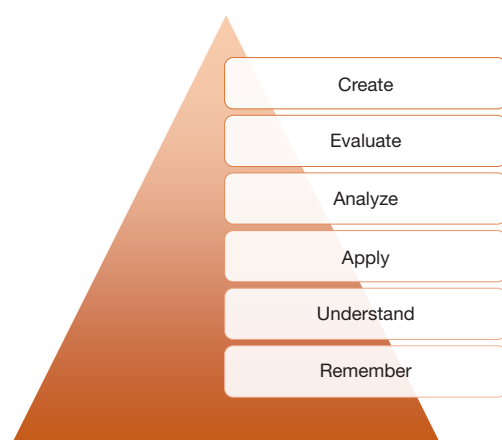 Create
Evaluate
Analyze
Apply
Understand
Remember